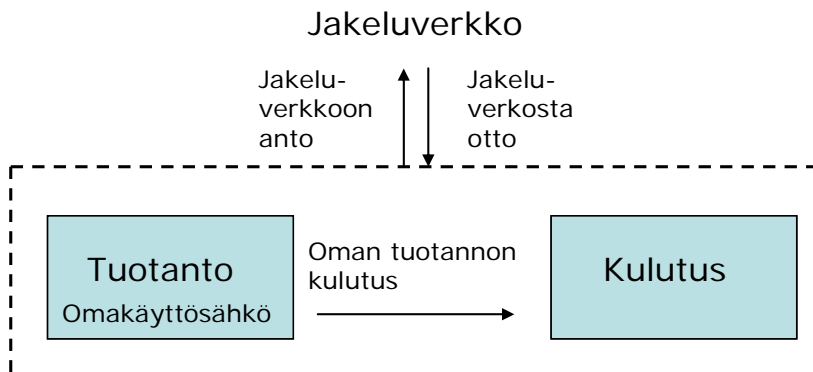 Jakeluverkko
Jakelu-
verkkoon
anto
Jakelu-
verkosta
otto
Tuotanto
Omakäyttösähkö
Oman tuotannon
kulutus
Kulutus